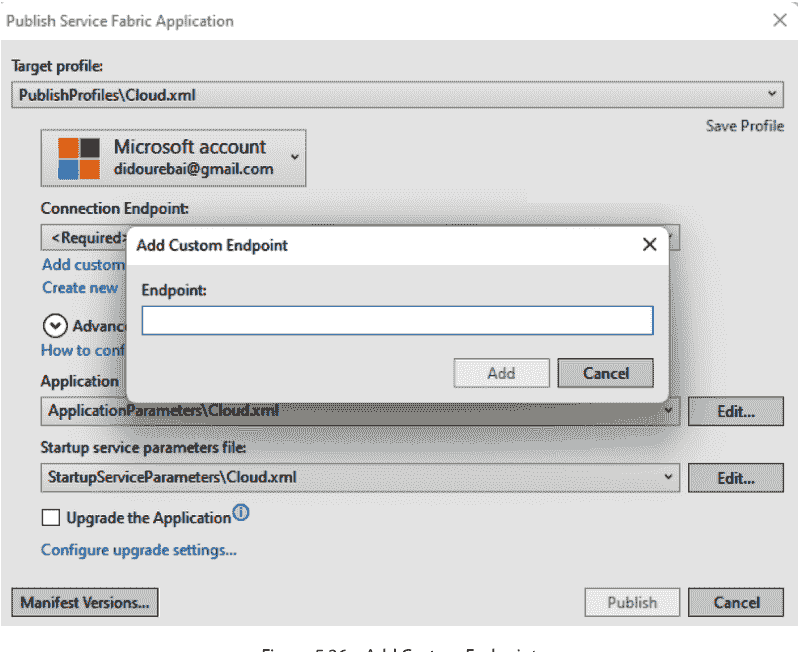 Publish Service Fabric Application
Target profile:
PublishProfiles\Cloud.xml
Save Profile
Microsoft account
didourebai@gmail.com
Connection Endpoint:
<Required>
Add custom
Create new
Add Custom Endpoint
Endpoint:
Add
Cancel
How to conf
Application
ApplicationParameters\Cloud.xml
Edit...
Startup service parameters file:
StartupServiceParameters\Cloud.xml
Edit...
Upgrade the Application
Configure upgrade settings...
Manifest Versions...
Publish
Cancel